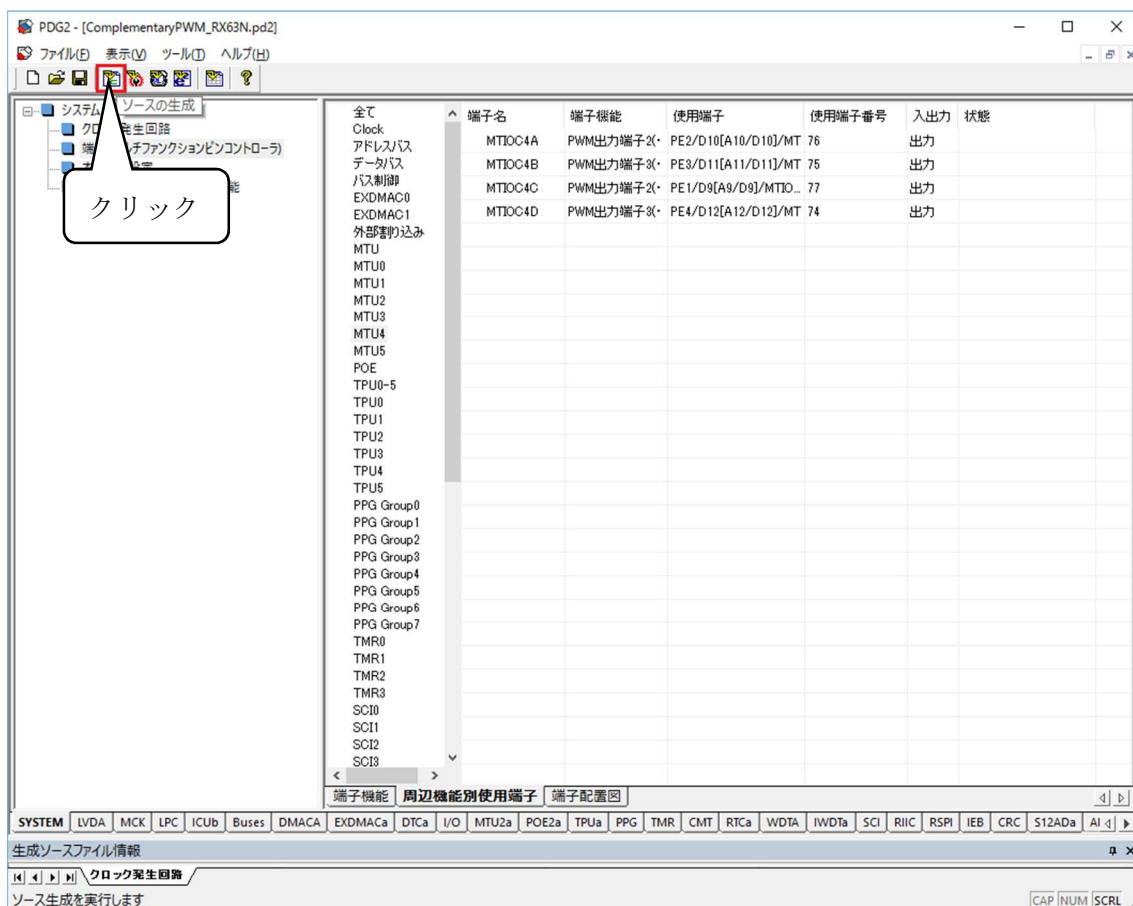 PDG2 - [ComplementaryPWM_RX63N.pd2]
ファイル(F) 表示(V) ツール(T) ヘルプ(H)
ソースの生成
システム
クロ
発生回路
端
ルチファンクションピンコントローラ)
クリック
全て
Clock
アドレスバス
データバス
バス制御
EXDMAC0
EXDMAC1
外部割り込み
MTU
MTU0
MTU1
MTU2
MTU3
MTU4
MTU5
POE
TPU0-5
TPU0
TPU1
TPU2
TPU3
TPU4
TPU5
PPG Group0
PPG Group1
PPG Group2
PPG Group3
PPG Group4
PPG Group5
PPG Group6
PPG Group7
TMR0
TMR1
TMR2
TMR3
SCI0
SCI1
SCI2
SCI3
端子名 端子機能 使用端子 使用端子番号 入出力 状態
MTIOC4A PWM出力端子2(・ PE2/D10[A10/D10]/MT 76 出力
MTIOC4B PWM出力端子3(・ PE3/D11[A11/D11]/MT 75 出力
MTIOC4C PWM出力端子2(・ PE1/D9[A9/D9]/MTIO... 77 出力
MTIOC4D PWM出力端子3(・ PE4/D12[A12/D12]/MT 74 出力
端子機能 周辺機能別使用端子 端子配置図
SYSTEM LVDA MCK LPC ICUb Buses DMACA EXDMACa DTCa I/O MTU2a POE2a TPUa PPG TMR CMT RTCa WDTA IWDTa SCI RIIC RSPI IEB CRC S12ADa
生成ソースファイル情報
クロック発生回路
ソース生成を実行します
CAP NUM SCRL